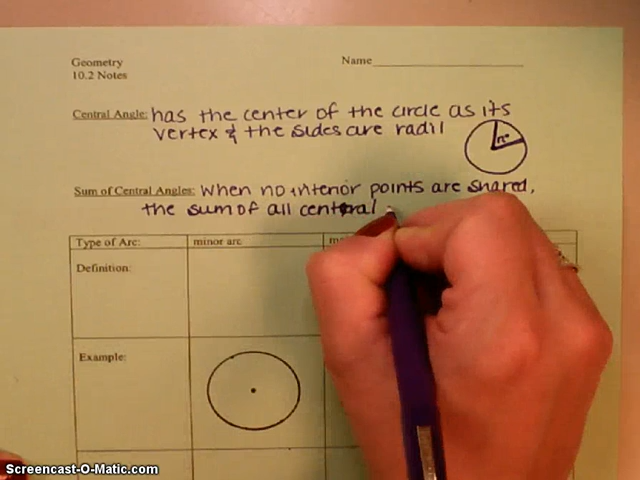 Geometry
Name
10.2 Notes
Central Angle: has the center of the circle as its
vertex & the sides are radii
Sum of Central Angles: when no interior points are shared,
the sum of all central
Type of Arc:
minor arc
Definition:
Example:
Screencast-O-Matic.com